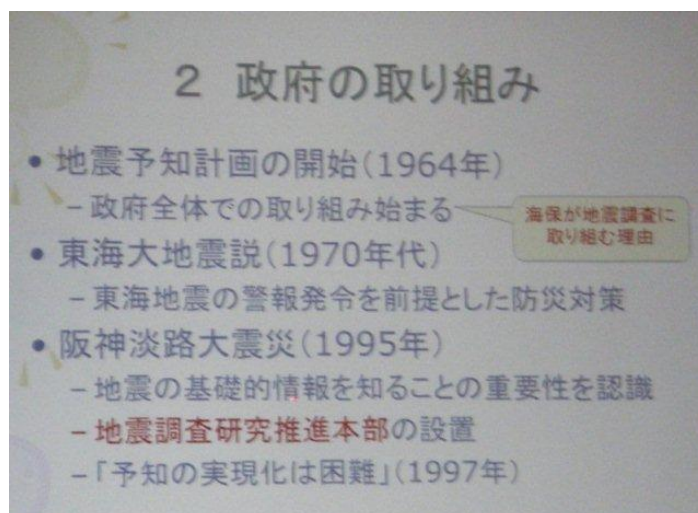 2 政府の取り組み
• 地震予知計画の開始(1964年)
– 政府全体での取り組み始まる
海保が地震調査に
取り組む理由
• 東海大地震説(1970年代)
– 東海地震の警報発令を前提とした防災対策
• 阪神淡路大震災(1995年)
– 地震の基礎的情報を知ることの重要性を認識
– 地震調査研究推進本部の設置
– 「予知の実現化は困難」(1997年)